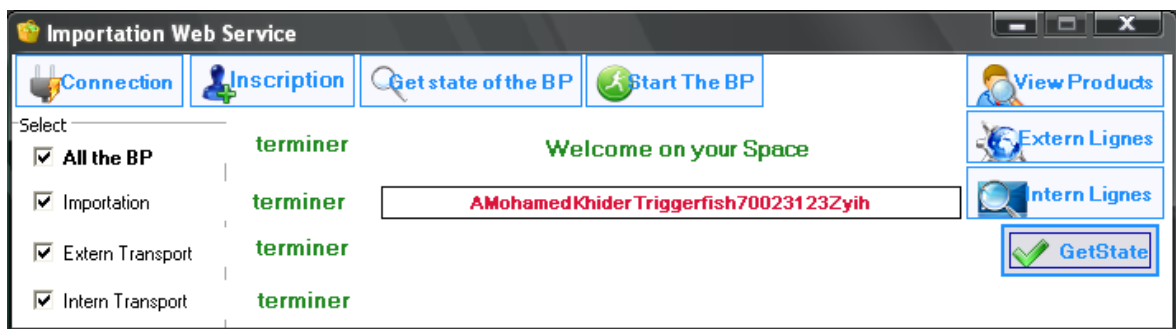 Importation Web Service
Connection Inscription Get state of the BP Start The BP View Products
Select
All the BP terminer Welcome on your Space Extern Lignes
Importation terminer AMohamedKhiderTriggerfish70023123Zyih Intern Lignes
Extern Transport terminer GetState
Intern Transport terminer